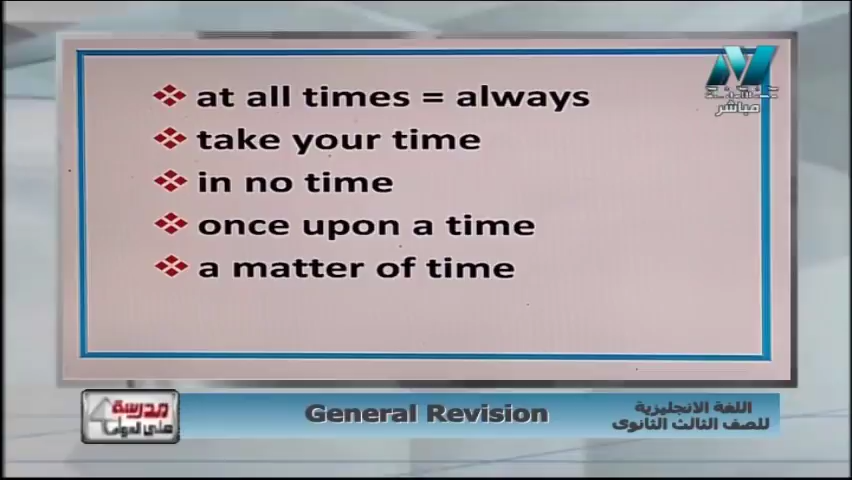 at all times = always
take your time
in no time
once upon a time
a matter of time
مباشر
General Revision
اللغة الانجليزية
للصف الثالث الثانوى
مدرسة
على الهواء